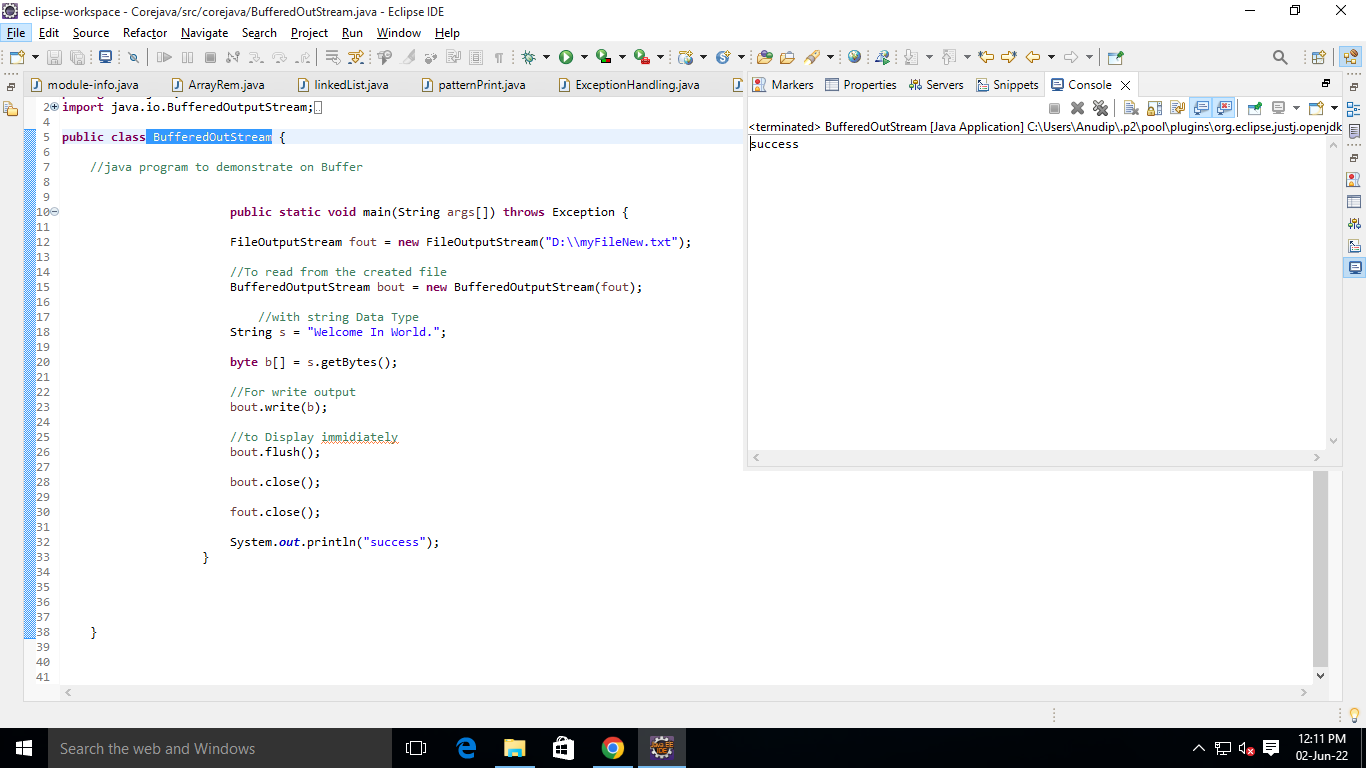 eclipse-workspace - Corejava/src/corejava/BufferedOutStream.java - Eclipse IDE
File Edit Source Refactor Navigate Search Project Run Window Help
module-info.java ArrayRem.java linkedList.java patternPrint.java ExceptionHandling.java
Markers Properties Servers Snippets Console
<terminated> BufferedOutStream [Java Application] C:\Users\Anudip\.p2\pool\plugins\org.eclipse.justj.openjdk
success
2 import java.io.BufferedOutputStream;
4
5 public class BufferedOutStream {
6
7 //java program to demonstrate on Buffer
8
9
10 public static void main(String args[]) throws Exception {
11
12 FileOutputStream fout = new FileOutputStream("D:\\myFileNew.txt");
13
14 //To read from the created file
15 BufferedOutputStream bout = new BufferedOutputStream(fout);
16
17 //with string Data Type
18 String s = "Welcome In World.";
19
20 byte b[] = s.getBytes();
21
22 //For write output
23 bout.write(b);
24
25 //to Display immidiately
26 bout.flush();
27
28 bout.close();
29
30 fout.close();
31
32 System.out.println("success");
33 }
34
35
36
37
38 }
39
40
41
Search the web and Windows
12:11 PM
02-Jun-22